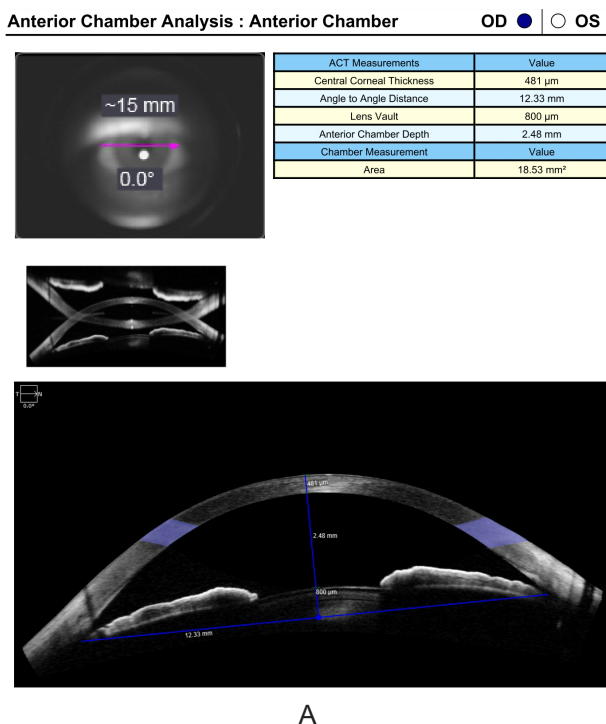 Anterior Chamber Analysis : Anterior Chamber OD OS
~15 mm
0.0°
ACT Measurements Value
Central Corneal Thickness 481 µm
Angle to Angle Distance 12.33 mm
Lens Vault 800 µm
Anterior Chamber Depth 2.48 mm
Chamber Measurement Value
Area 18.53 mm²
T N
0.0°
481 µm
2.48 mm
800 µm
12.33 mm
A